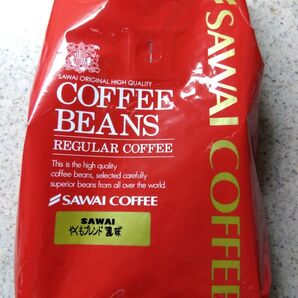 SAWAI ORIGINAL HIGH QUALITY
COFFEE
BEANS
REGULAR COFFEE
This is the high quality
coffee beans, selected carefully
superior beans from all over the world.
SAWAI COFFEE
SAWAI
やくもブレンド"濃味"
SAWAI COFFEE